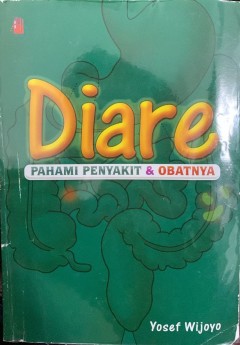 Diare
PAHAMI PENYAKIT & OBATNYA
Yosef Wijoyo